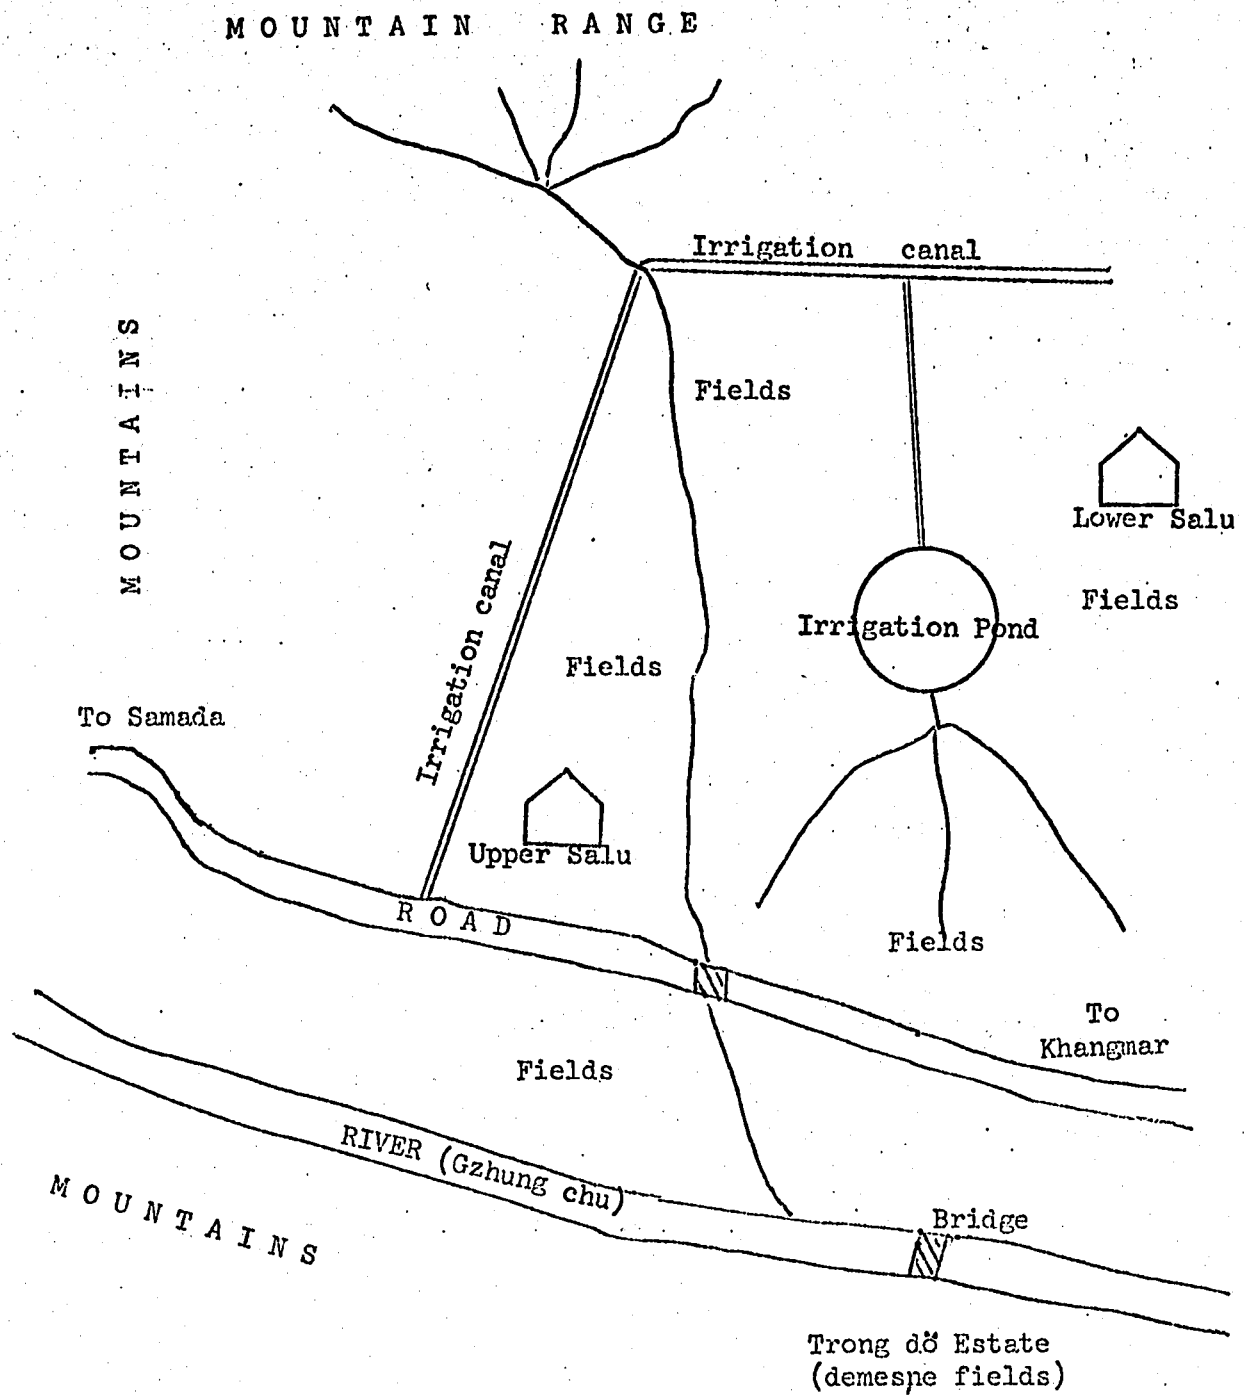 MOUNTAIN RANGE
Irrigation canal
MOUNTAINS
Fields
Lower Salu
Irrigation canal
Fields
Irrigation Pond
Fields
To Samada
Upper Salu
ROAD
Fields
To
Khangmar
Fields
RIVER (Gzhung chu)
MOUNTAINS
Bridge
Trong dö Estate
(demesne fields)